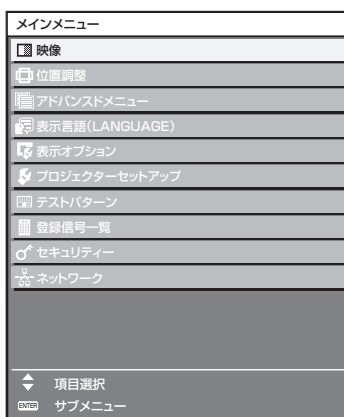 メインメニュー
映像
位置調整
アドバンスドメニュー
表示言語(LANGUAGE)
表示オプション
プロジェクターセットアップ
テストパターン
登録信号一覧
セキュリティー
ネットワーク
項目選択
ENTER サブメニュー